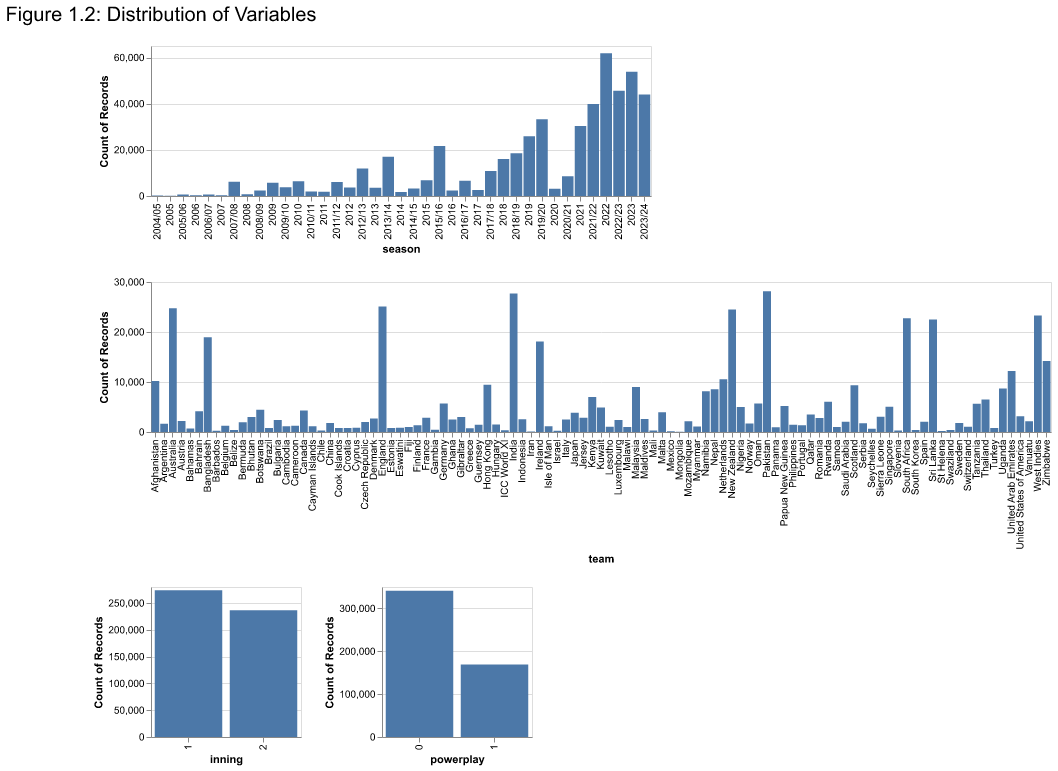 Figure 1.2: Distribution of Variables
60,000
40,000
20,000
0
Count of Records
2004/05
2005
2005/06
2006
2006/07
2007
2007/08
2008
2008/09
2009
2009/10
2010
2010/11
2011
2011/12
2012
2012/13
2013
2013/14
2014
2014/15
2015
2015/16
2016
2016/17
2017
2017/18
2018
2018/19
2019
2019/20
2020
2020/21
2021
2021/22
2022
2022/23
2023
2023/24
season
30,000
20,000
10,000
0
Count of Records
Afghanistan
Argentina
Australia
Austria
Bahamas
Bahrain
Bangladesh
Barbados
Belgium
Belize
Bermuda
Bhutan
Botswana
Brazil
Bulgaria
Cambodia
Cameroon
Canada
Cayman Islands
Chile
China
Cook Islands
Croatia
Cyprus
Czech Republic
Denmark
England
Estonia
Eswatini
Fiji
Finland
France
Gambia
Germany
Ghana
Gibraltar
Greece
Guernsey
Hong Kong
Hungary
ICC World XI
India
Indonesia
Iran
Ireland
Isle of Man
Israel
Italy
Japan
Jersey
Kenya
Kuwait
Lesotho
Luxembourg
Malawi
Malaysia
Maldives
Mali
Malta
Mexico
Mongolia
Mozambique
Myanmar
Namibia
Nepal
Netherlands
New Zealand
Nigeria
Norway
Oman
Pakistan
Panama
Papua New Guinea
Philippines
Portugal
Qatar
Romania
Rwanda
Samoa
Saudi Arabia
Scotland
Serbia
Seychelles
Sierra Leone
Singapore
Slovenia
South Africa
South Korea
Spain
Sri Lanka
St Helena
Swaziland
Sweden
Switzerland
Tanzania
Thailand
Turkey
Uganda
United Arab Emirates
United States of America
Vanuatu
West Indies
Zimbabwe
team
250,000
200,000
150,000
100,000
50,000
0
Count of Records
1
2
inning
300,000
200,000
100,000
0
Count of Records
0
1
powerplay